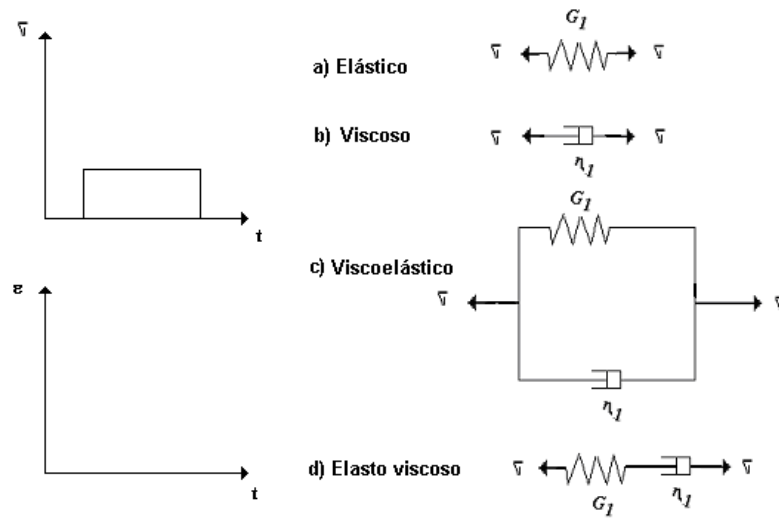 G1
a) Elástico
b) Viscoso
η1
t
G1
c) Viscoelástico
ε
η1
d) Elasto viscoso
G1
η1
t